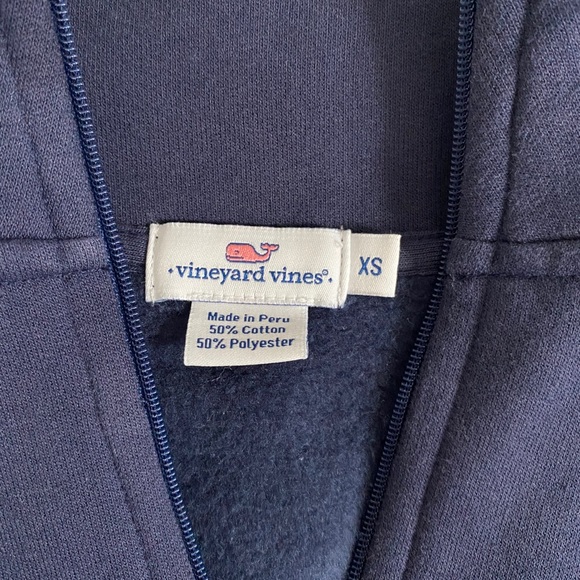 · vineyard vines® ·
XS
Made in Peru
50% Cotton
50% Polyester